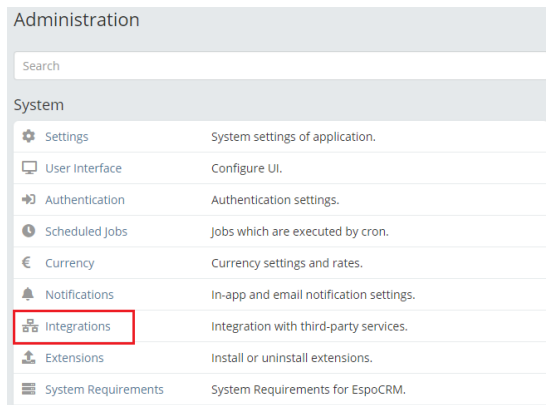 Administration
Search
System
Settings System settings of application.
User Interface Configure UI.
Authentication Authentication settings.
Scheduled Jobs Jobs which are executed by cron.
Currency Currency settings and rates.
Notifications In-app and email notification settings.
Integrations Integration with third-party services.
Extensions Install or uninstall extensions.
System Requirements System Requirements for EspoCRM.